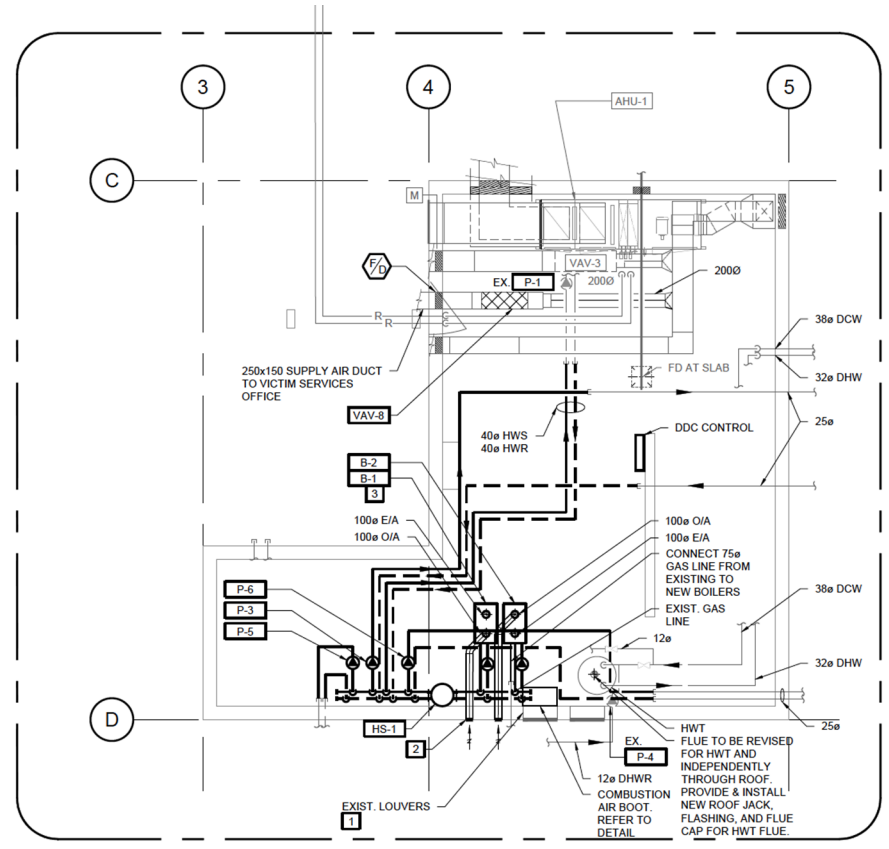 3
4
5
C
D
AHU-1
M
F/D
VAV-3
EX. P-1
200Ø
200Ø
R
R
38ø DCW
32ø DHW
250x150 SUPPLY AIR DUCT
TO VICTIM SERVICES
OFFICE
FD AT SLAB
VAV-8
25ø
40ø HWS
40ø HWR
DDC CONTROL
B-2
B-1
3
100ø E/A
100ø O/A
100ø O/A
100ø E/A
CONNECT 75ø
GAS LINE FROM
EXISTING TO
NEW BOILERS
EXIST. GAS
LINE
P-6
P-3
P-5
38ø DCW
12ø
32ø DHW
25ø
HS-1
2
HWT
FLUE TO BE REVISED
FOR HWT AND
INDEPENDENTLY
THROUGH ROOF.
PROVIDE & INSTALL
NEW ROOF JACK,
FLASHING, AND FLUE
CAP FOR HWT FLUE.
EX.
P-4
12ø DHWR
COMBUSTION
AIR BOOT.
REFER TO
DETAIL
EXIST. LOUVERS
1
X